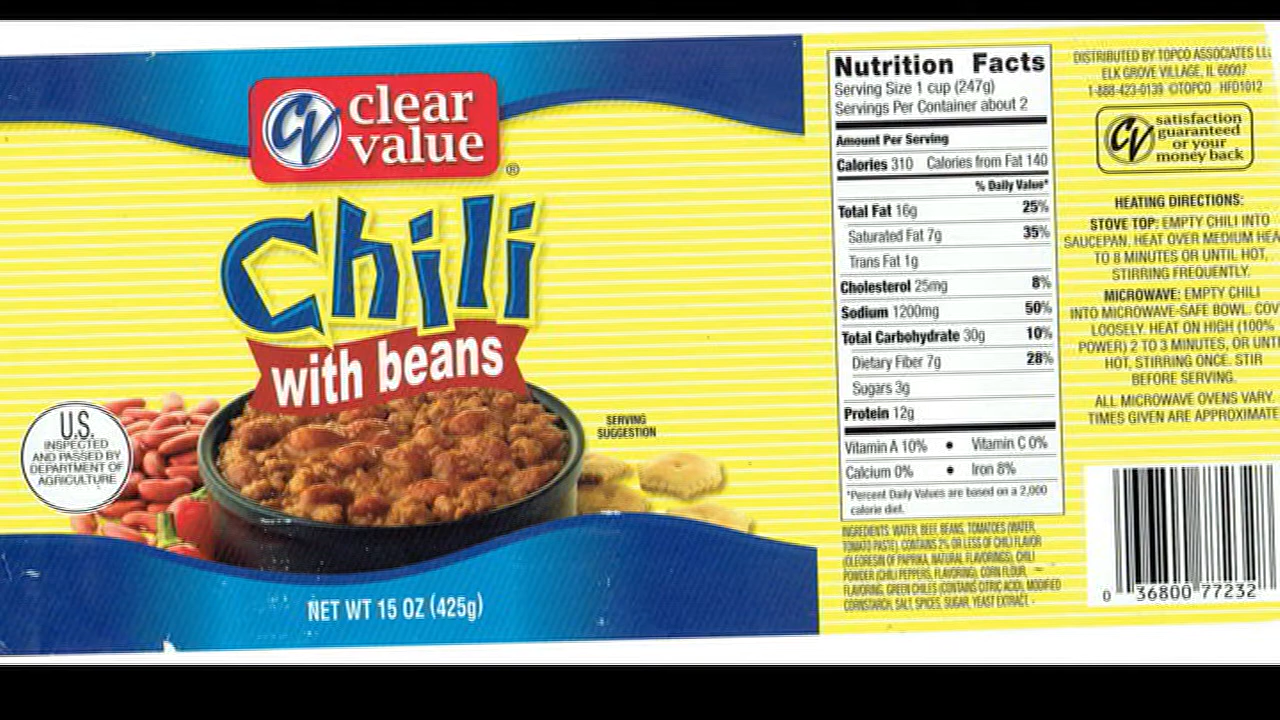 clear
value
®
Chili
with beans
U.S.
INSPECTED
AND PASSED BY
DEPARTMENT OF
AGRICULTURE
SERVING
SUGGESTION
NET WT 15 OZ (425g)
Nutrition Facts
Serving Size 1 cup (247g)
Servings Per Container about 2
Amount Per Serving
Calories 310 Calories from Fat 140
% Daily Value*
Total Fat 16g 25%
Saturated Fat 7g 35%
Trans Fat 1g
Cholesterol 25mg 8%
Sodium 1200mg 50%
Total Carbohydrate 30g 10%
Dietary Fiber 7g 28%
Sugars 3g
Protein 12g
Vitamin A 10% • Vitamin C 0%
Calcium 0% • Iron 8%
*Percent Daily Values are based on a 2,000
calorie diet.
INGREDIENTS: WATER, BEEF, BEANS, TOMATOES (WATER,
TOMATO PASTE), CONTAINS 2% OR LESS OF CHILI FLAVOR
(OLEORESIN OF PAPRIKA, NATURAL FLAVORINGS), CHILI
POWDER (CHILI PEPPERS, FLAVORING), CORN FLOUR,
FLAVORING, GREEN CHILES (CONTAINS CITRIC ACID), MODIFIED
CORNSTARCH, SALT, SPICES, SUGAR, YEAST EXTRACT.
DISTRIBUTED BY TOPCO ASSOCIATES LLC
ELK GROVE VILLAGE, IL 60007
1-888-423-0139 ©TOPCO HFD1012
CV
satisfaction
guaranteed
or your
money back
HEATING DIRECTIONS:
STOVE TOP: EMPTY CHILI INTO
SAUCEPAN. HEAT OVER MEDIUM HEA
TO 8 MINUTES OR UNTIL HOT,
STIRRING FREQUENTLY.
MICROWAVE: EMPTY CHILI
INTO MICROWAVE-SAFE BOWL. COV
LOOSELY. HEAT ON HIGH (100%
POWER) 2 TO 3 MINUTES, OR UNTI
HOT, STIRRING ONCE. STIR
BEFORE SERVING.
ALL MICROWAVE OVENS VARY.
TIMES GIVEN ARE APPROXIMATE
0 36800 77232